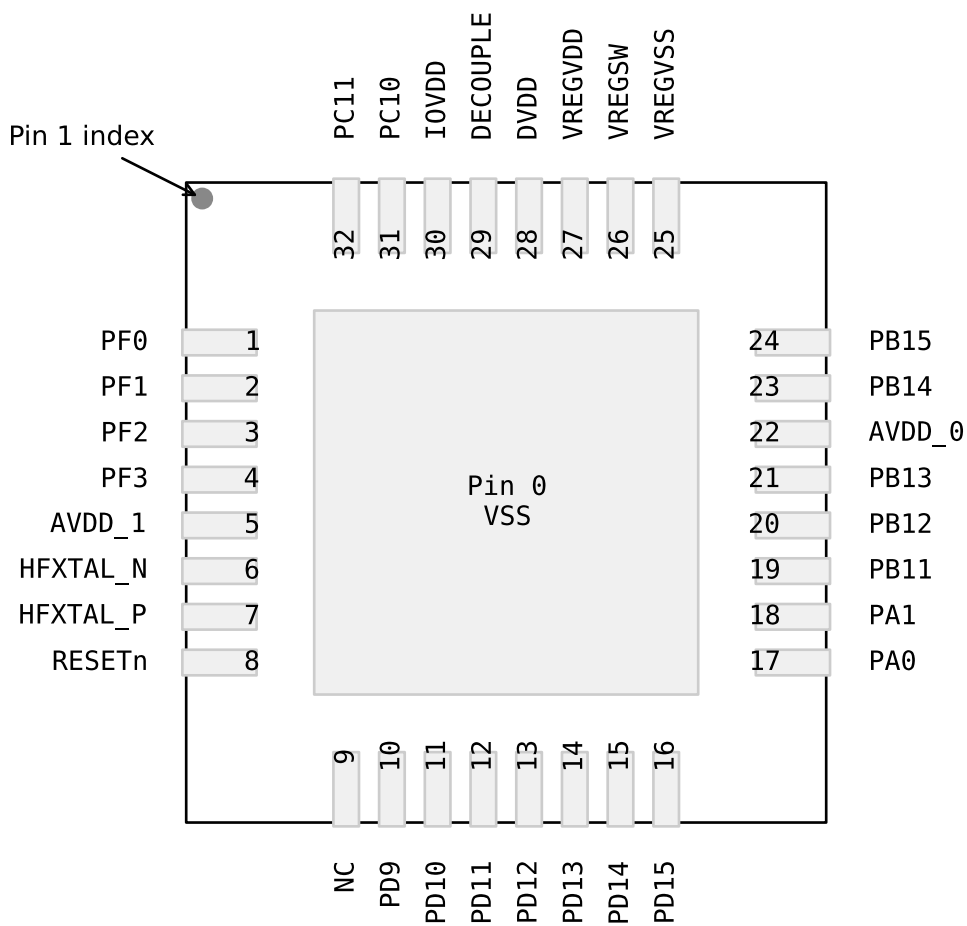 PC11
PC10
IOVDD
DECOUPLE
DVDD
VREGVDD
VREGSW
VREGVSS
Pin 1 index
32
31
30
29
28
27
26
25
PF0 1
PF1 2
PF2 3
PF3 4
AVDD_1 5
HFXTAL_N 6
HFXTAL_P 7
RESETn 8
Pin 0
VSS
24 PB15
23 PB14
22 AVDD_0
21 PB13
20 PB12
19 PB11
18 PA1
17 PA0
9
10
11
12
13
14
15
16
NC
PD9
PD10
PD11
PD12
PD13
PD14
PD15